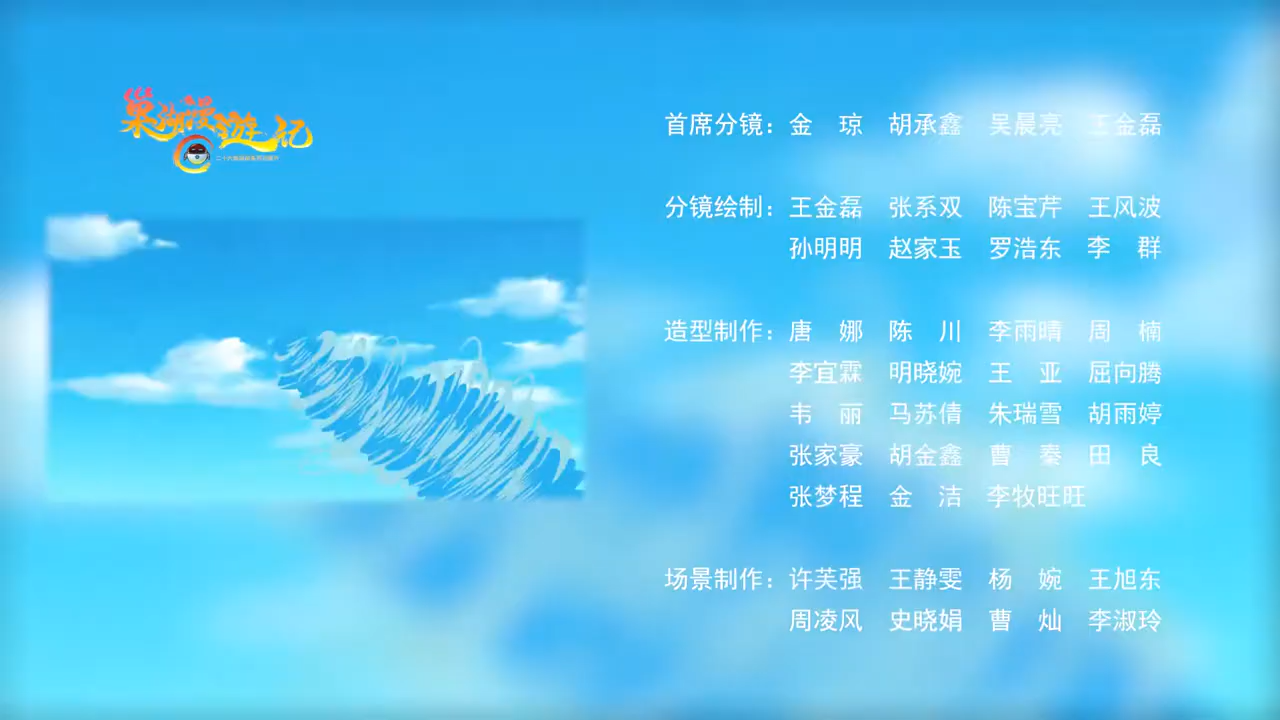 巢湖漫遊记
首席分镜：金　琼　胡承鑫　吴晨亮　王金磊
分镜绘制：王金磊　张系双　陈宝芹　王风波
孙明明　赵家玉　罗浩东　李　群
造型制作：唐　娜　陈　川　李雨晴　周　楠
李宜霖　明晓婉　王　亚　屈向腾
韦　丽　马苏倩　朱瑞雪　胡雨婷
张家豪　胡金鑫　曹　秦　田　良
张梦程　金　洁　李牧旺旺
场景制作：许芙强　王静雯　杨　婉　王旭东
周凌风　史晓娟　曹　灿　李淑玲